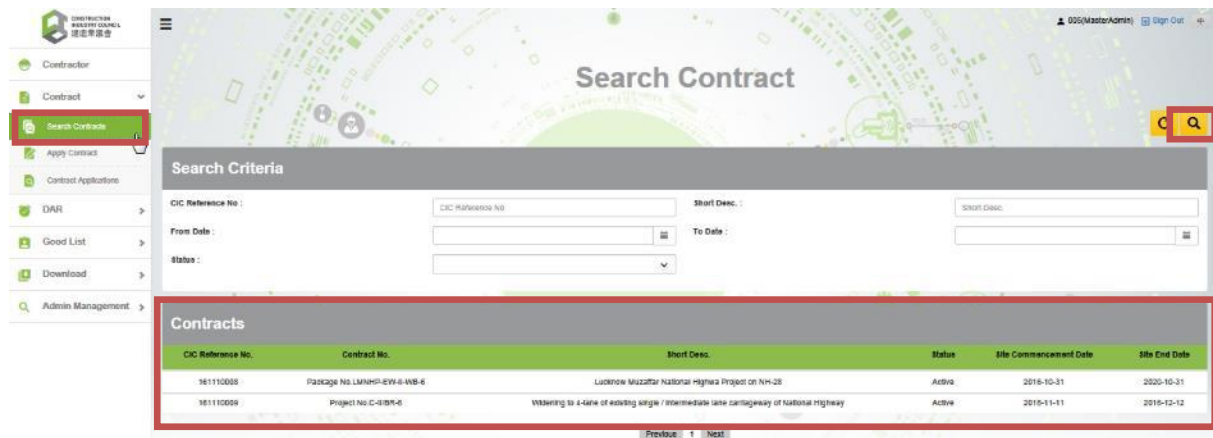 CONSTRUCTION
INDUSTRY COUNCIL
建造業議會
005(MasterAdmin) Sign Out 中
Contractor
Contract
Search Contracts
Apply Contract
Contract Applications
DAR
Good List
Download
Admin Management
Search Contract
Search Criteria
CIC Reference No : CIC Reference No Short Desc. : Short Desc.
From Date : To Date :
Status :
Contracts
CIC Reference No. Contract No. Short Desc. Status Site Commencement Date Site End Date
161110008 Package No.LMNHP-EW-II-WB-6 Lucknow Muzaffar National Highwa Project on NH-28 Active 2016-10-31 2020-10-31
161110009 Project No.C-II/BR-6 Widening to 4-lane of existing single / Intermediate lane carriageway of National Highway Active 2016-11-11 2016-12-12
Previous 1 Next